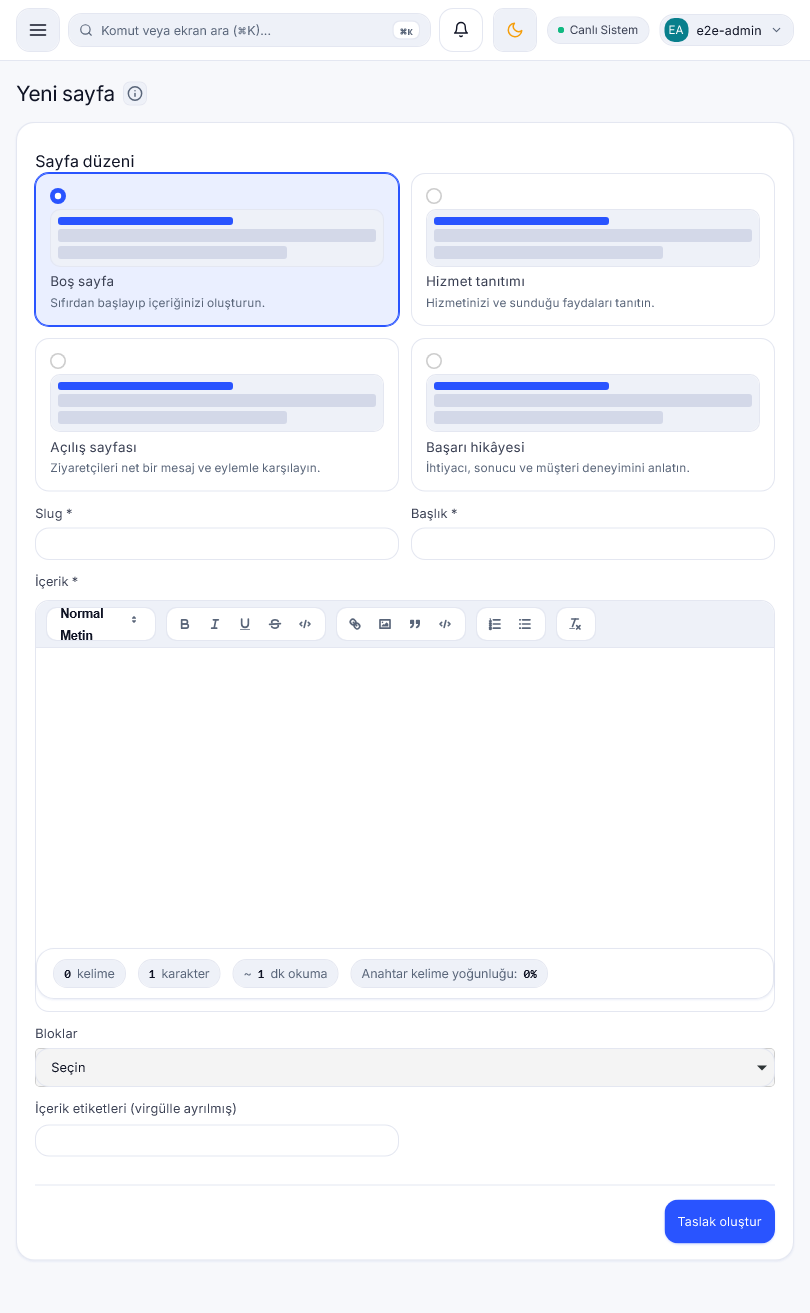 Komut veya ekran ara (⌘K)... ⌘K
Canlı Sistem
EA e2e-admin
Yeni sayfa
Sayfa düzeni
Boş sayfa
Sıfırdan başlayıp içeriğinizi oluşturun.
Hizmet tanıtımı
Hizmetinizi ve sunduğu faydaları tanıtın.
Açılış sayfası
Ziyaretçileri net bir mesaj ve eylemle karşılayın.
Başarı hikâyesi
İhtiyacı, sonucu ve müşteri deneyimini anlatın.
Slug *
Başlık *
İçerik *
Normal
Metin
0 kelime
1 karakter
~ 1 dk okuma
Anahtar kelime yoğunluğu: 0%
Bloklar
Seçin
İçerik etiketleri (virgülle ayrılmış)
Taslak oluştur